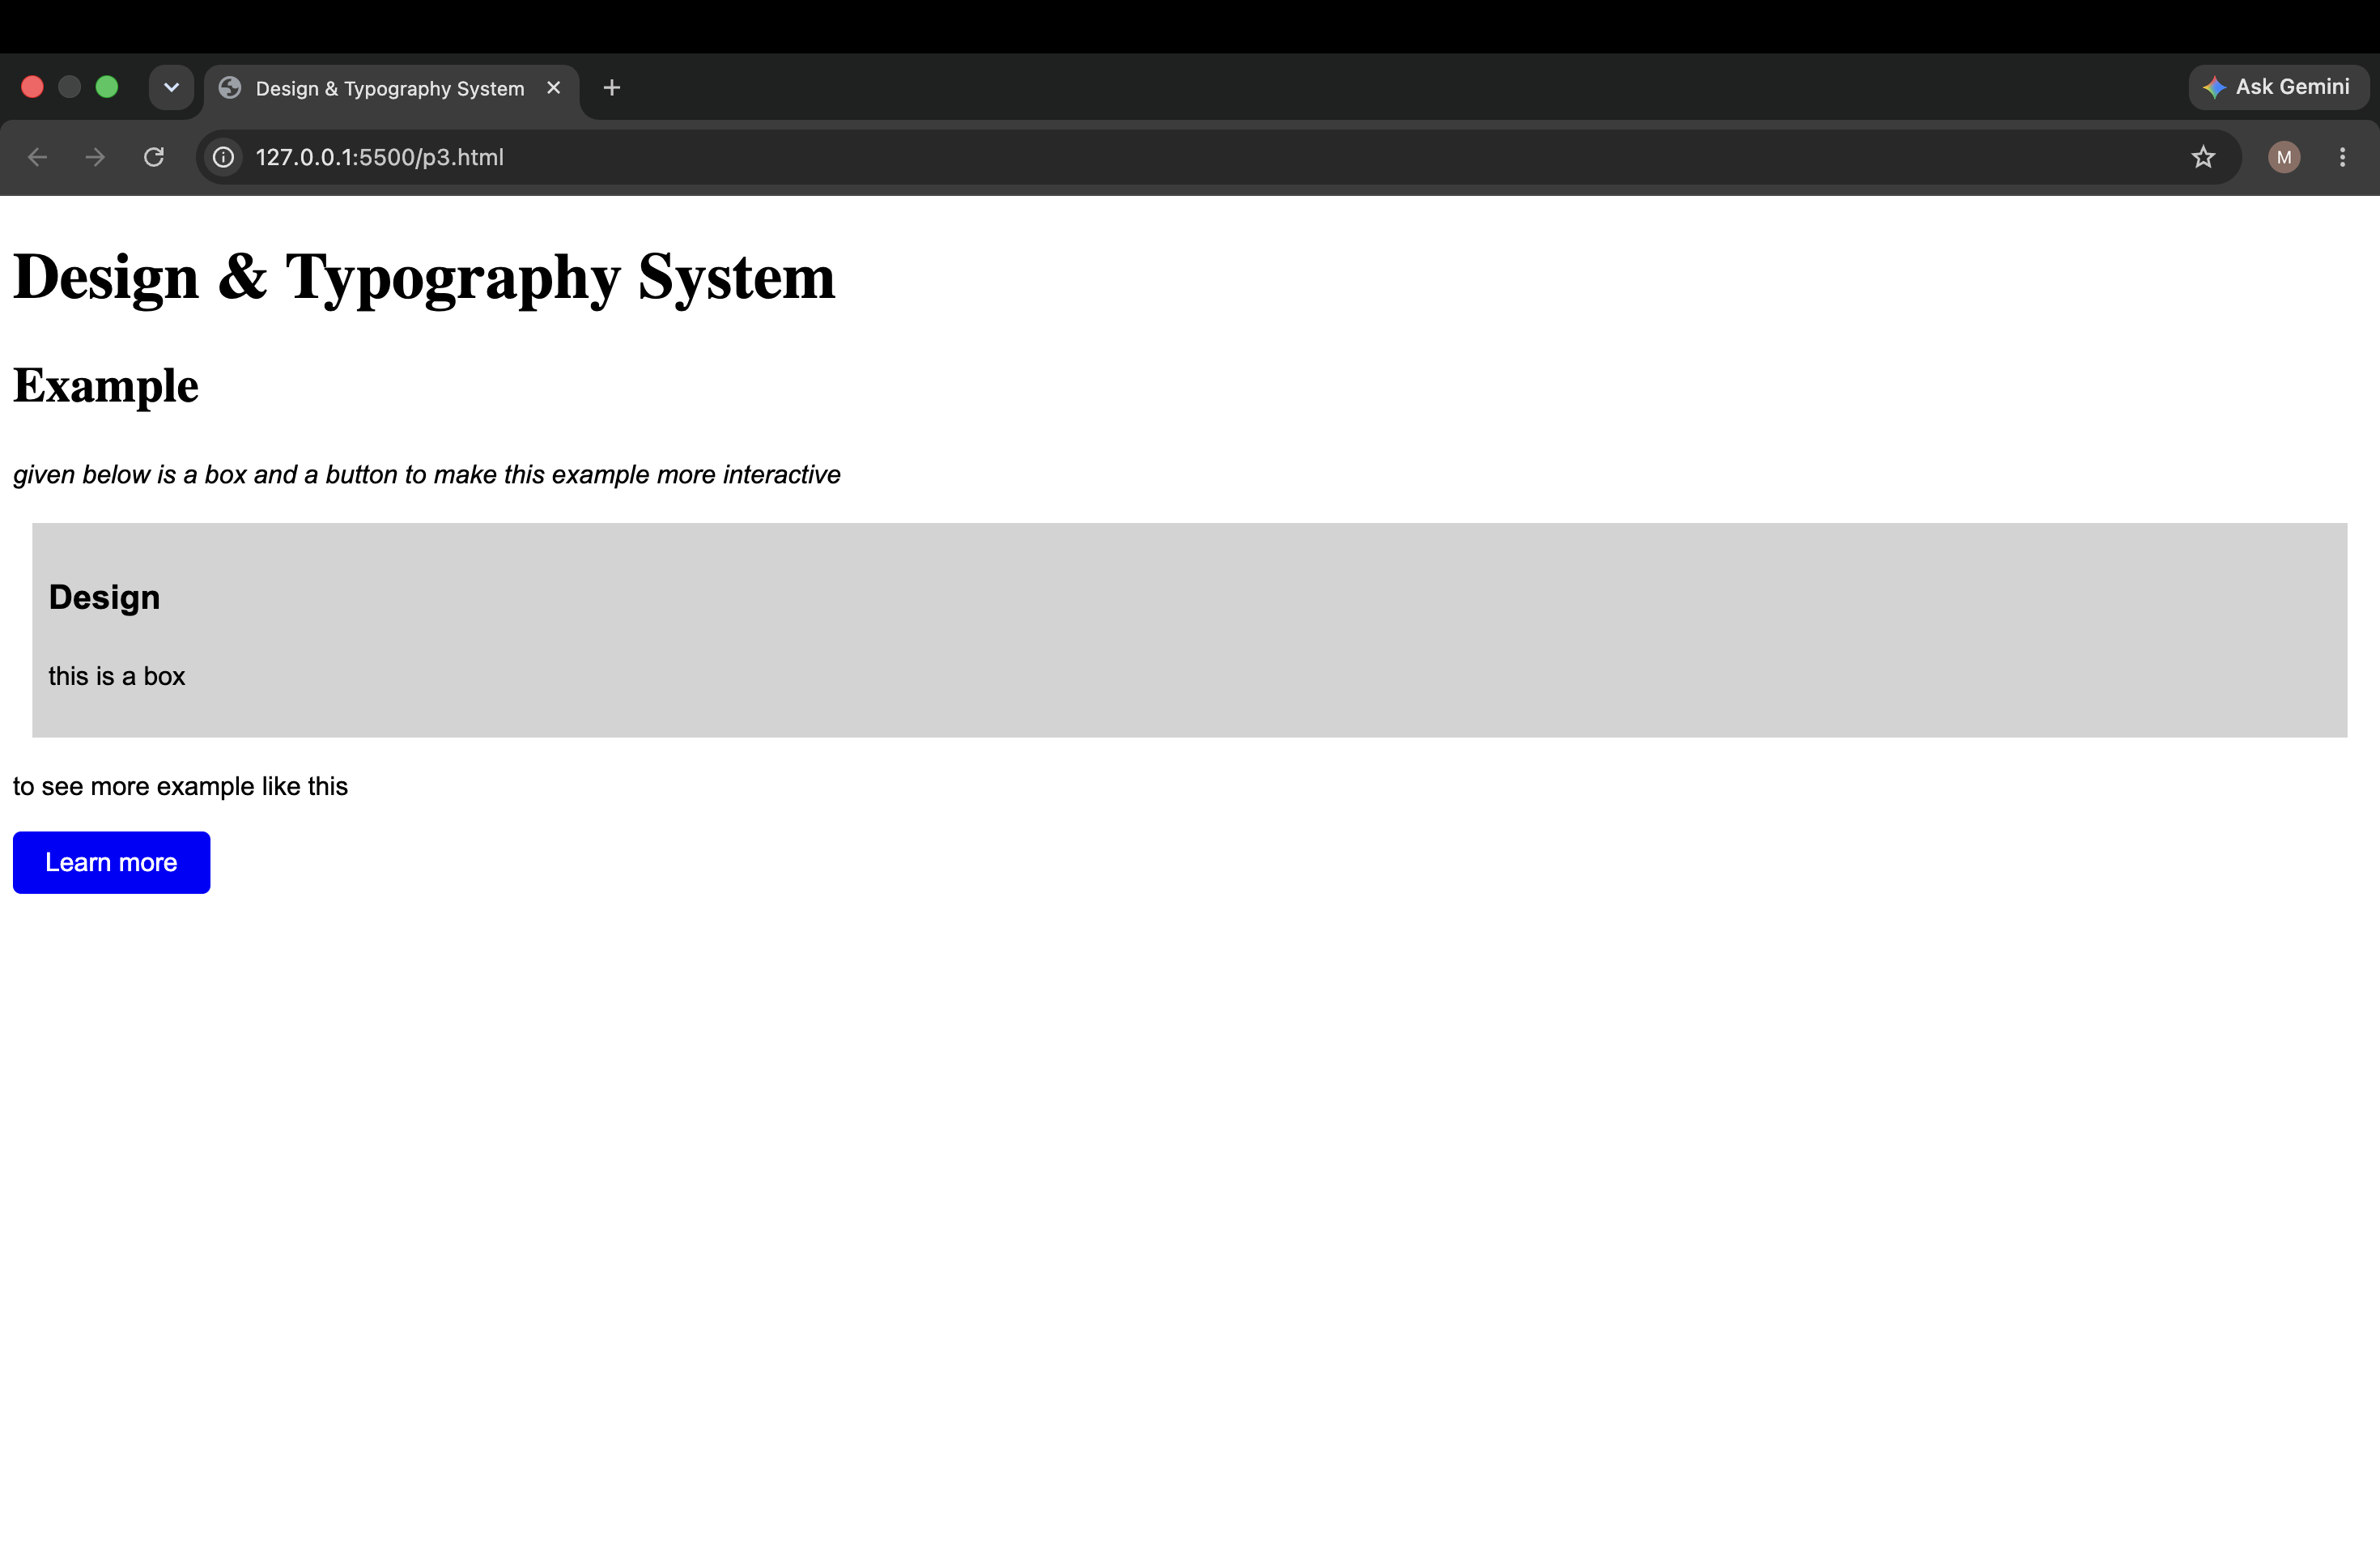 Design & Typography System
Ask Gemini
127.0.0.1:5500/p3.html
M
Design & Typography System
Example
given below is a box and a button to make this example more interactive
Design
this is a box
to see more example like this
Learn more